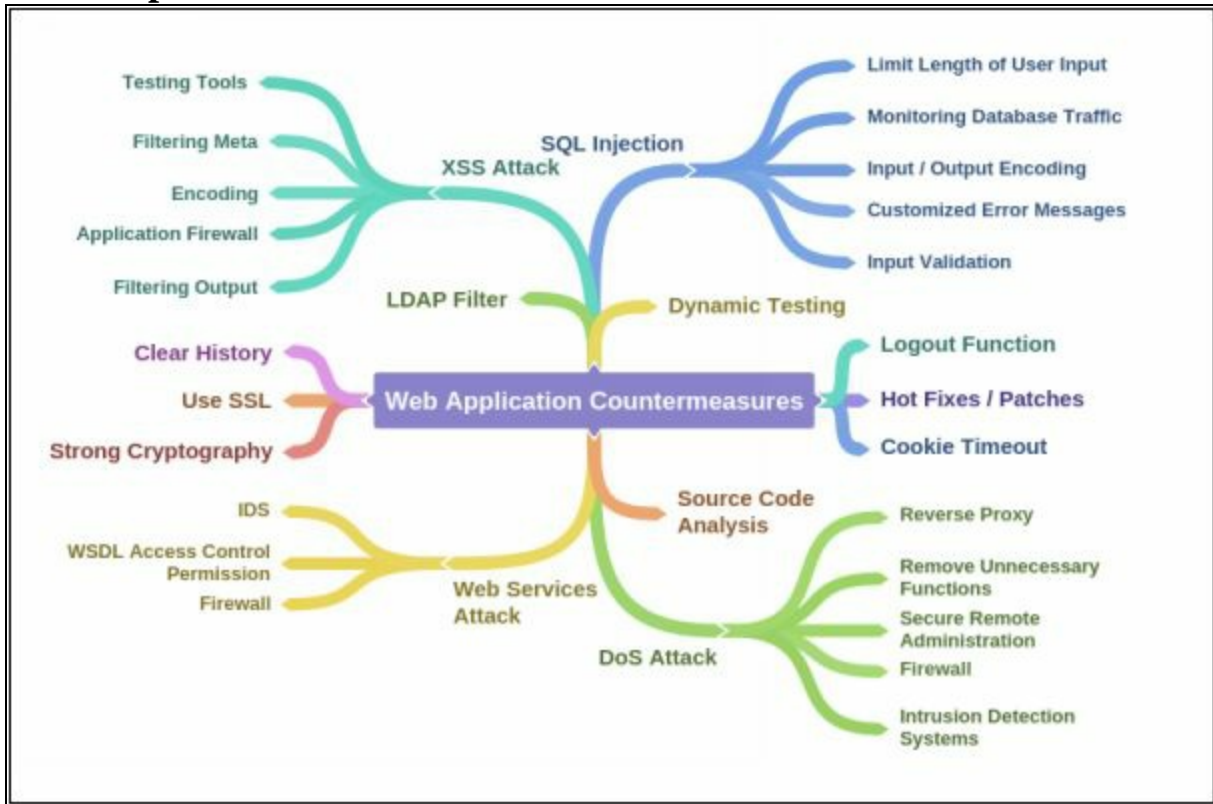 Testing Tools
Filtering Meta
Encoding
Application Firewall
Filtering Output
XSS Attack
SQL Injection
Limit Length of User Input
Monitoring Database Traffic
Input / Output Encoding
Customized Error Messages
Input Validation
LDAP Filter
Dynamic Testing
Clear History
Use SSL
Strong Cryptography
Web Application Countermeasures
Logout Function
Hot Fixes / Patches
Cookie Timeout
IDS
WSDL Access Control
Permission
Firewall
Web Services
Attack
Source Code
Analysis
DoS Attack
Reverse Proxy
Remove Unnecessary
Functions
Secure Remote
Administration
Firewall
Intrusion Detection
Systems